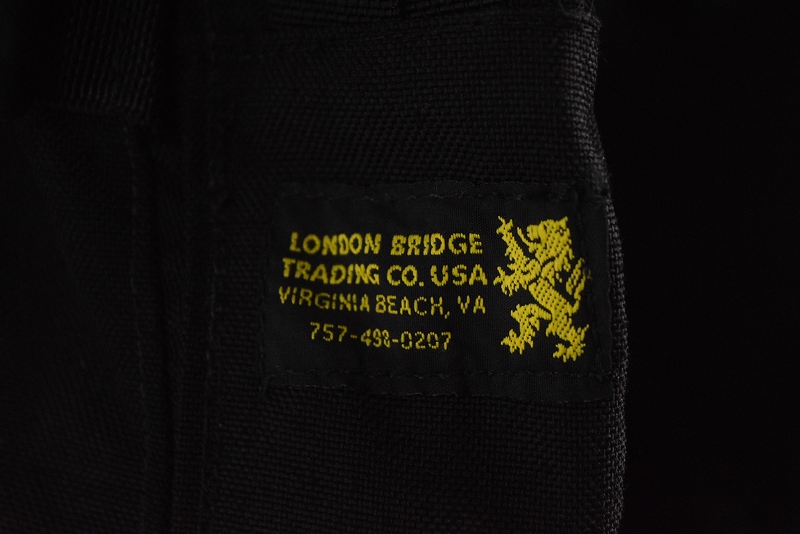 LONDON BRIDGE
TRADING CO. USA
VIRGINIA BEACH, VA
757-498-0207